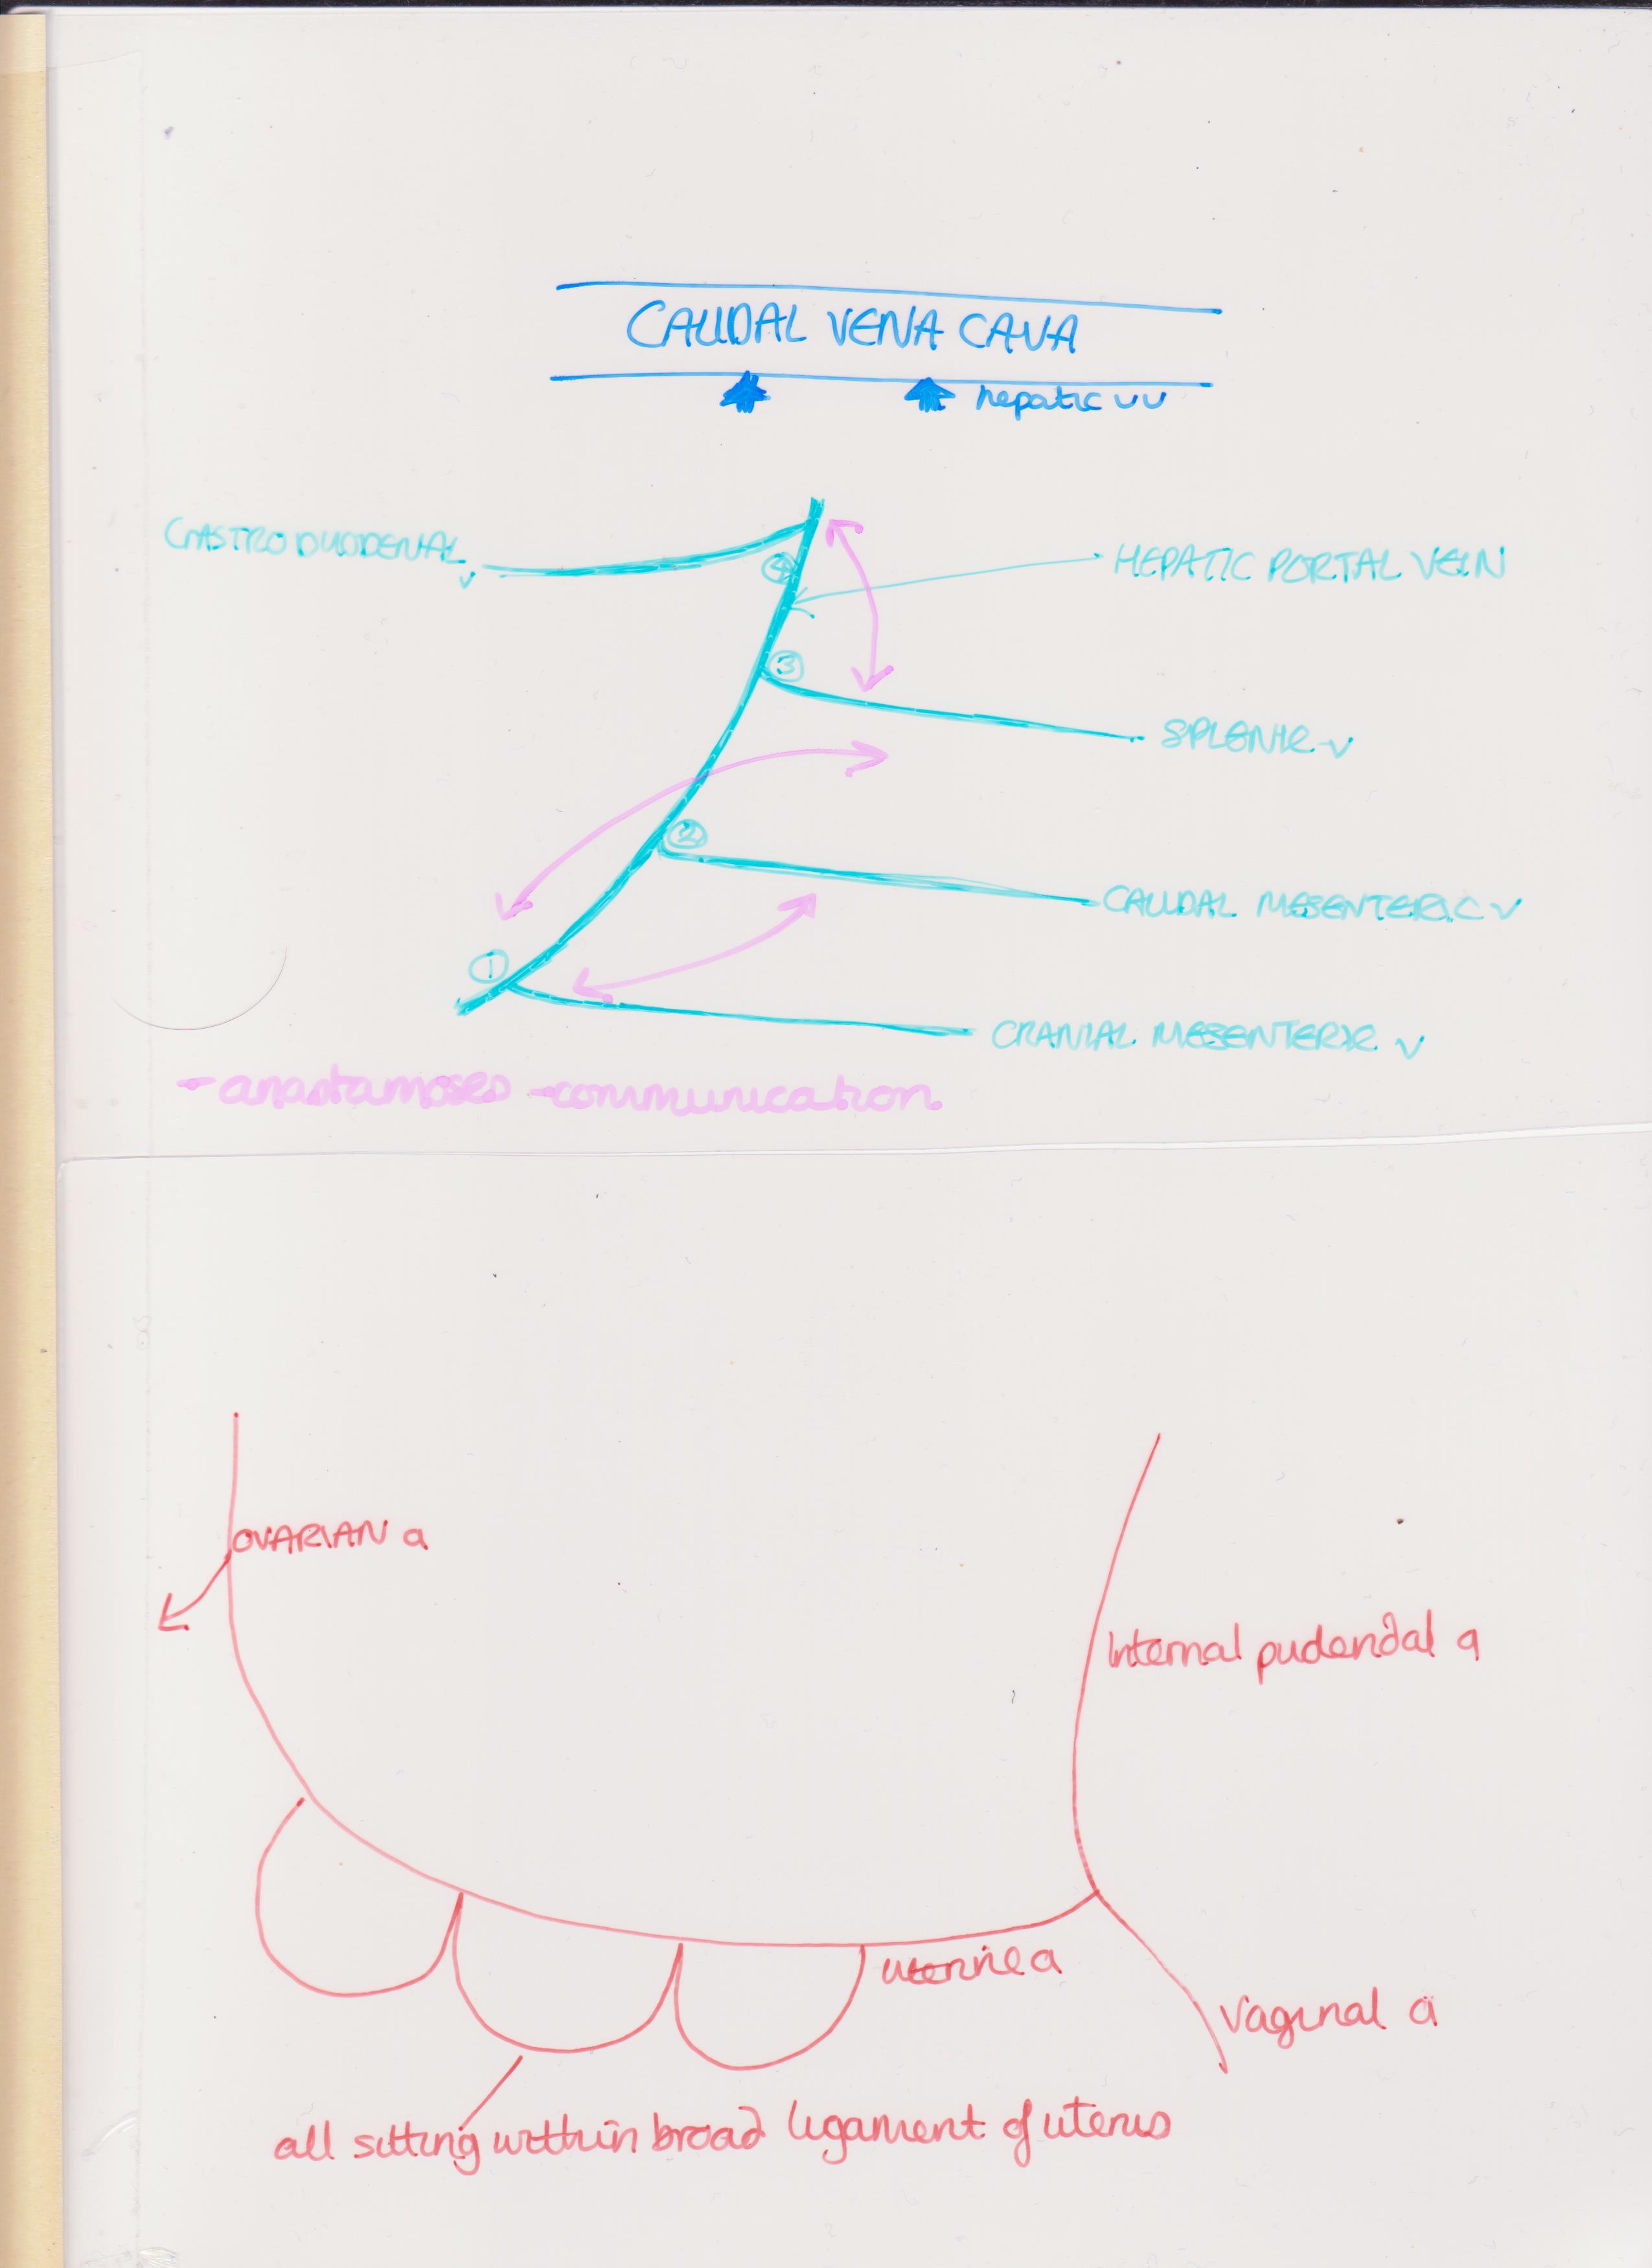 CAUDAL VENA CAVA
hepatic vv
GASTRODUODENAL v
HEPATIC PORTAL VEIN
4
3
SPLENIC v
2
CAUDAL MESENTERIC v
1
CRANIAL MESENTERIC v
- anastamoses - communication
OVARIAN a
Internal pudendal a
uterine a
Vaginal a
all sitting within broad ligament of uterus